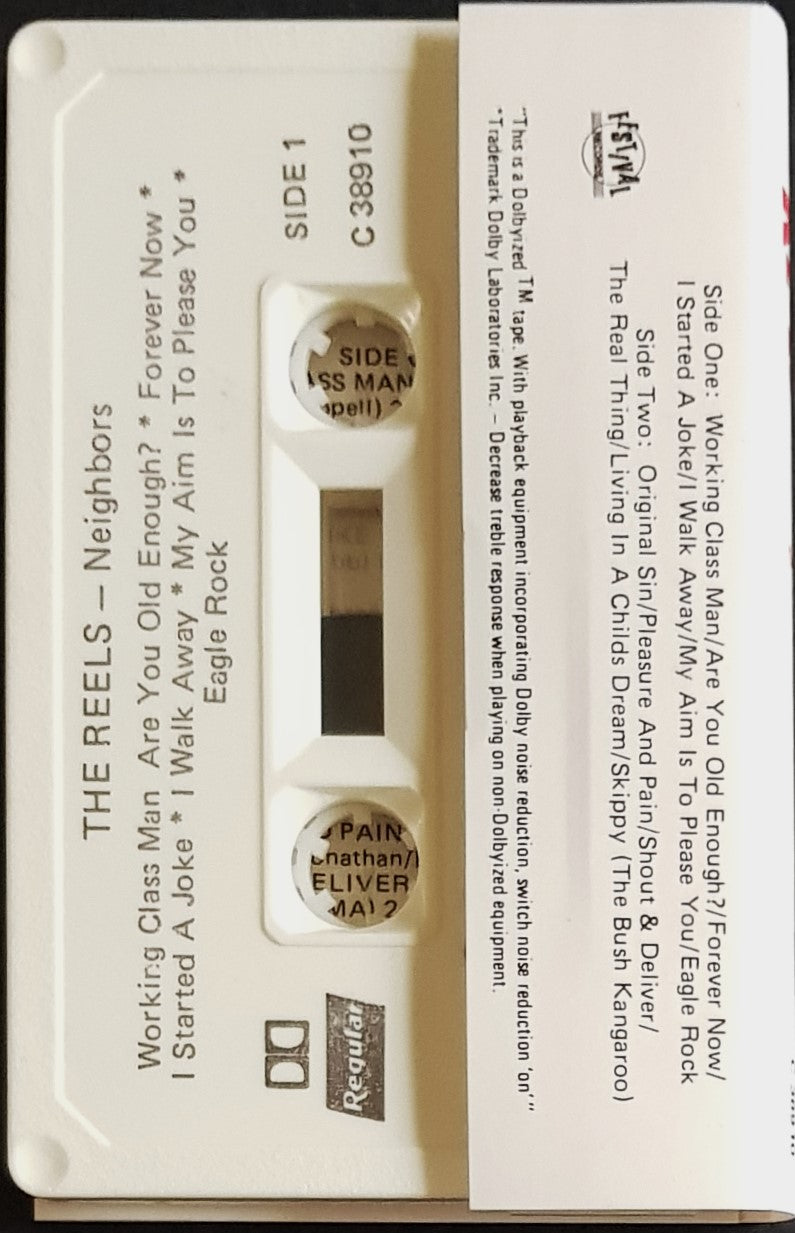 THE REELS – Neighbors
Working Class Man Are You Old Enough? * Forever Now *
I Started A Joke * I Walk Away * My Aim Is To Please You *
Eagle Rock
SIDE 1
C 38910
SIDE
SS MAN
pell)
PAIN
nathan/
ELIVER
MA) 2
Regular
FESTIVAL
RECORDS
Side One: Working Class Man/Are You Old Enough?/Forever Now/
I Started A Joke/I Walk Away/My Aim Is To Please You/Eagle Rock
Side Two: Original Sin/Pleasure And Pain/Shout & Deliver/
The Real Thing/Living In A Childs Dream/Skippy (The Bush Kangaroo)
"This is a Dolbyized TM tape. With playback equipment incorporating Dolby noise reduction, switch noise reduction 'on'"
*Trademark Dolby Laboratories Inc. – Decrease treble response when playing on non-Dolbyized equipment.